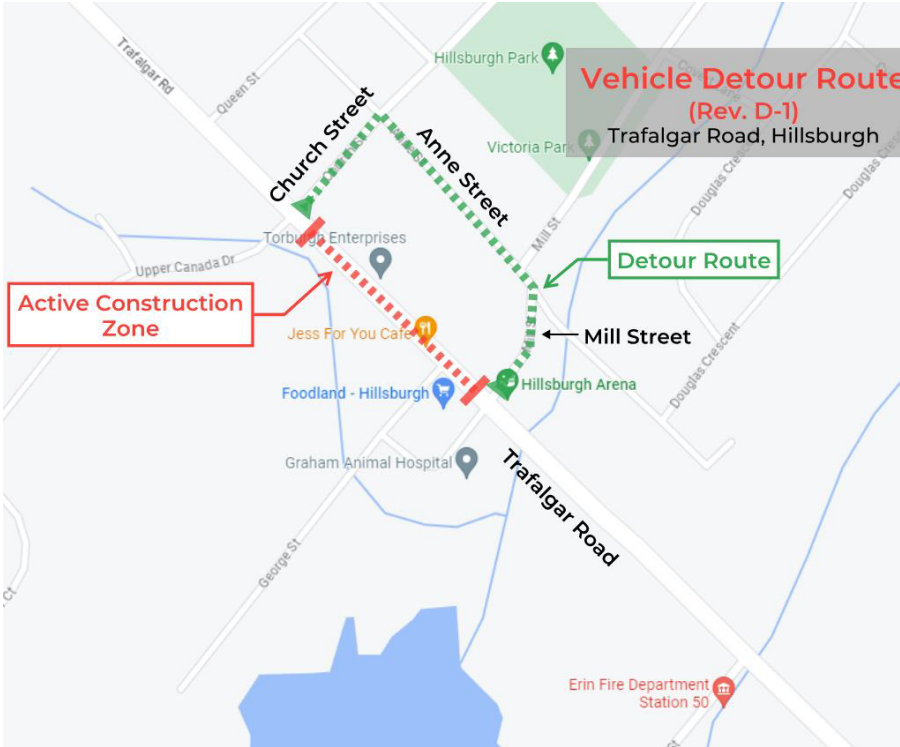 Trafalgar Rd
Queen St
Hillsburgh Park
Vehicle Detour Route
(Rev. D-1)
Trafalgar Road, Hillsburgh
Church Street
Anne Street
Victoria Park
Douglas Crescent
Douglas Crescent
Mill St
Torburgh Enterprises
Upper Canada Dr
Detour Route
Active Construction
Zone
Jess For You Cafe
Mill Street
Hillsburgh Arena
Foodland - Hillsburgh
Douglas Crescent
Graham Animal Hospital
Trafalgar Road
George St
Ct
Erin Fire Department
Station 50
St